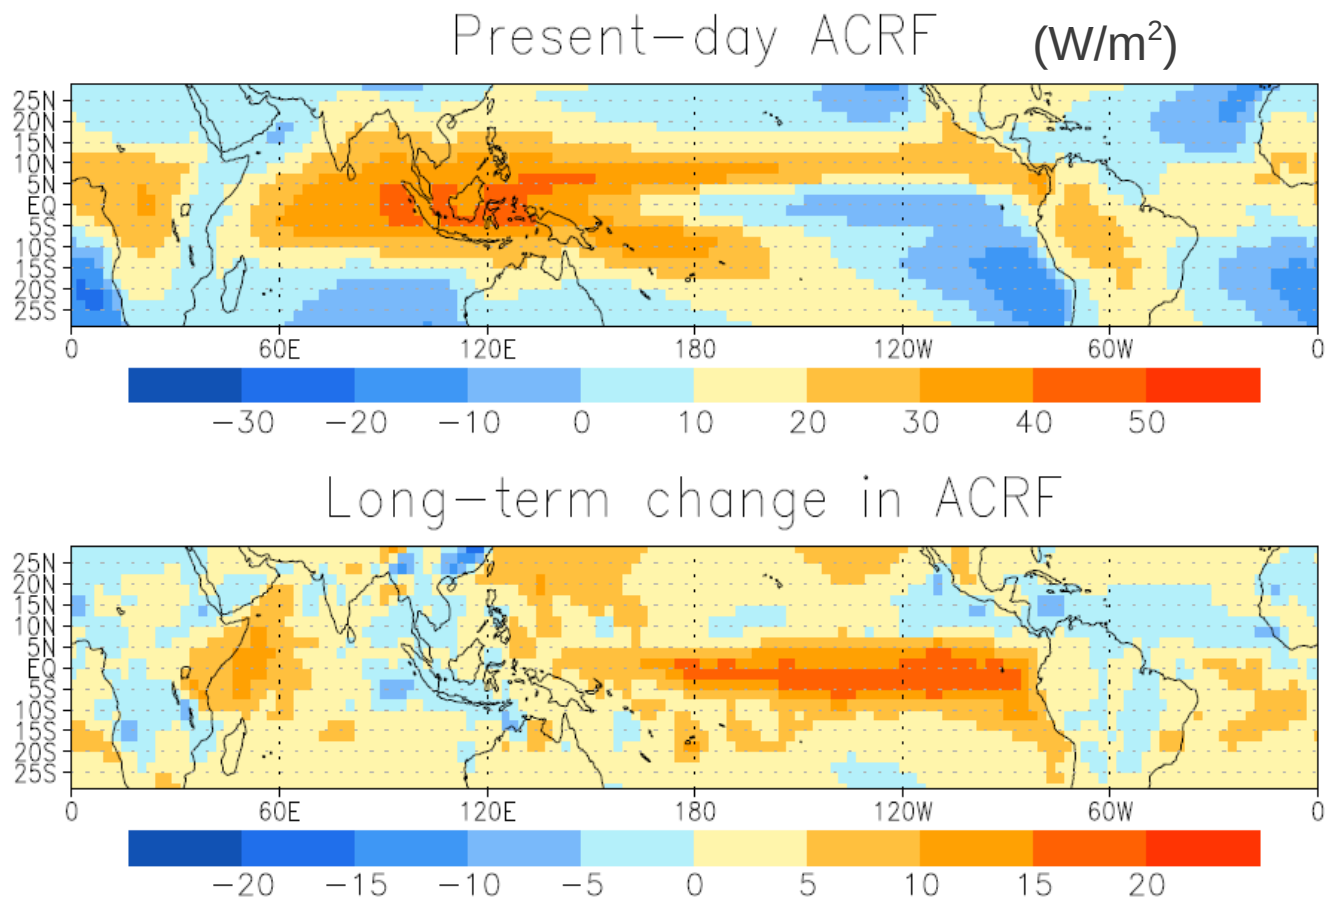 Present-day ACRF (W/m²)
25N
20N
15N
10N
5N
EQ
5S
10S
15S
20S
25S
0 60E 120E 180 120W 60W 0
-30 -20 -10 0 10 20 30 40 50
Long-term change in ACRF
25N
20N
15N
10N
5N
EQ
5S
10S
15S
20S
25S
0 60E 120E 180 120W 60W 0
-20 -15 -10 -5 0 5 10 15 20